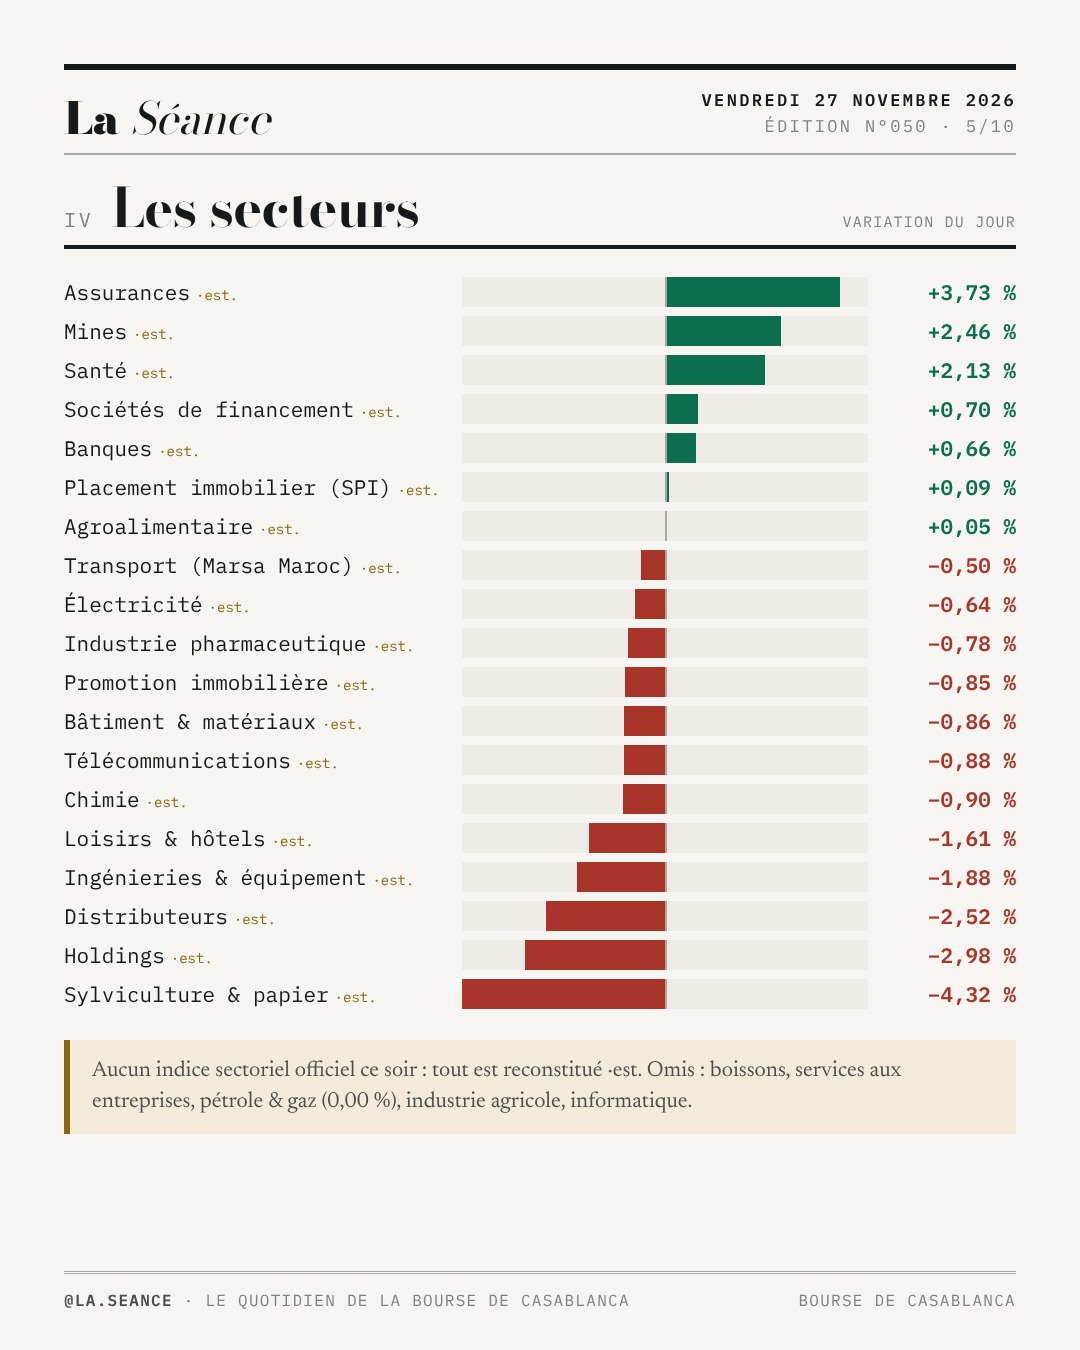 La Séance
VENDREDI 27 NOVEMBRE 2026
ÉDITION N°050 · 5/10
IV Les secteurs
VARIATION DU JOUR
Assurances ·est. +3,73 %
Mines ·est. +2,46 %
Santé ·est. +2,13 %
Sociétés de financement ·est. +0,70 %
Banques ·est. +0,66 %
Placement immobilier (SPI) ·est. +0,09 %
Agroalimentaire ·est. +0,05 %
Transport (Marsa Maroc) ·est. −0,50 %
Électricité ·est. −0,64 %
Industrie pharmaceutique ·est. −0,78 %
Promotion immobilière ·est. −0,85 %
Bâtiment & matériaux ·est. −0,86 %
Télécommunications ·est. −0,88 %
Chimie ·est. −0,90 %
Loisirs & hôtels ·est. −1,61 %
Ingénieries & équipement ·est. −1,88 %
Distributeurs ·est. −2,52 %
Holdings ·est. −2,98 %
Sylviculture & papier ·est. −4,32 %
Aucun indice sectoriel officiel ce soir : tout est reconstitué ·est. Omis : boissons, services aux
entreprises, pétrole & gaz (0,00 %), industrie agricole, informatique.
@LA.SEANCE · LE QUOTIDIEN DE LA BOURSE DE CASABLANCA
BOURSE DE CASABLANCA